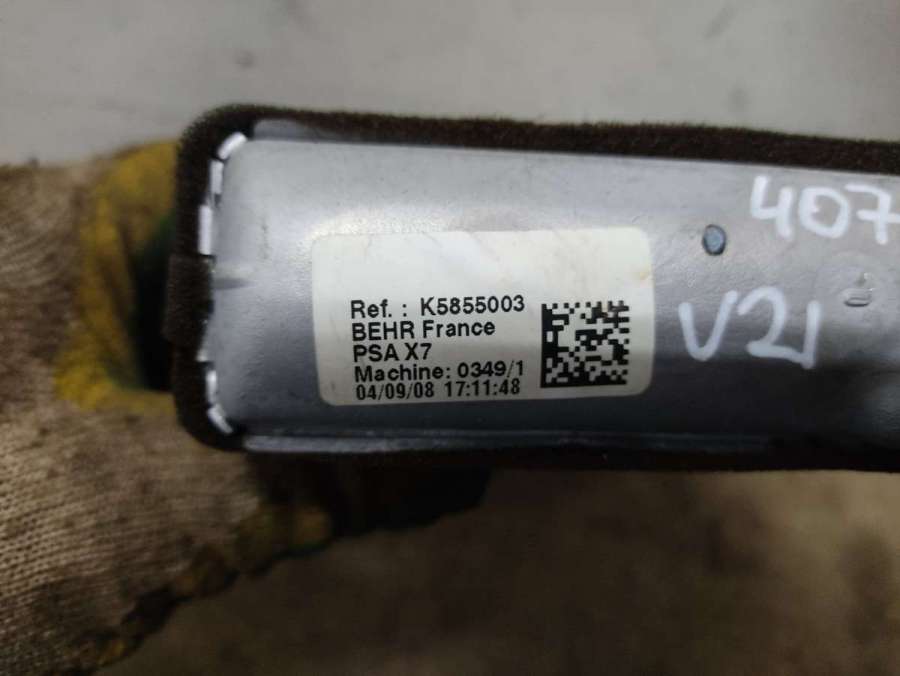 407
V21
Ref. : K5855003
BEHR France
PSA X7
Machine: 0349/1
04/09/08 17:11:48